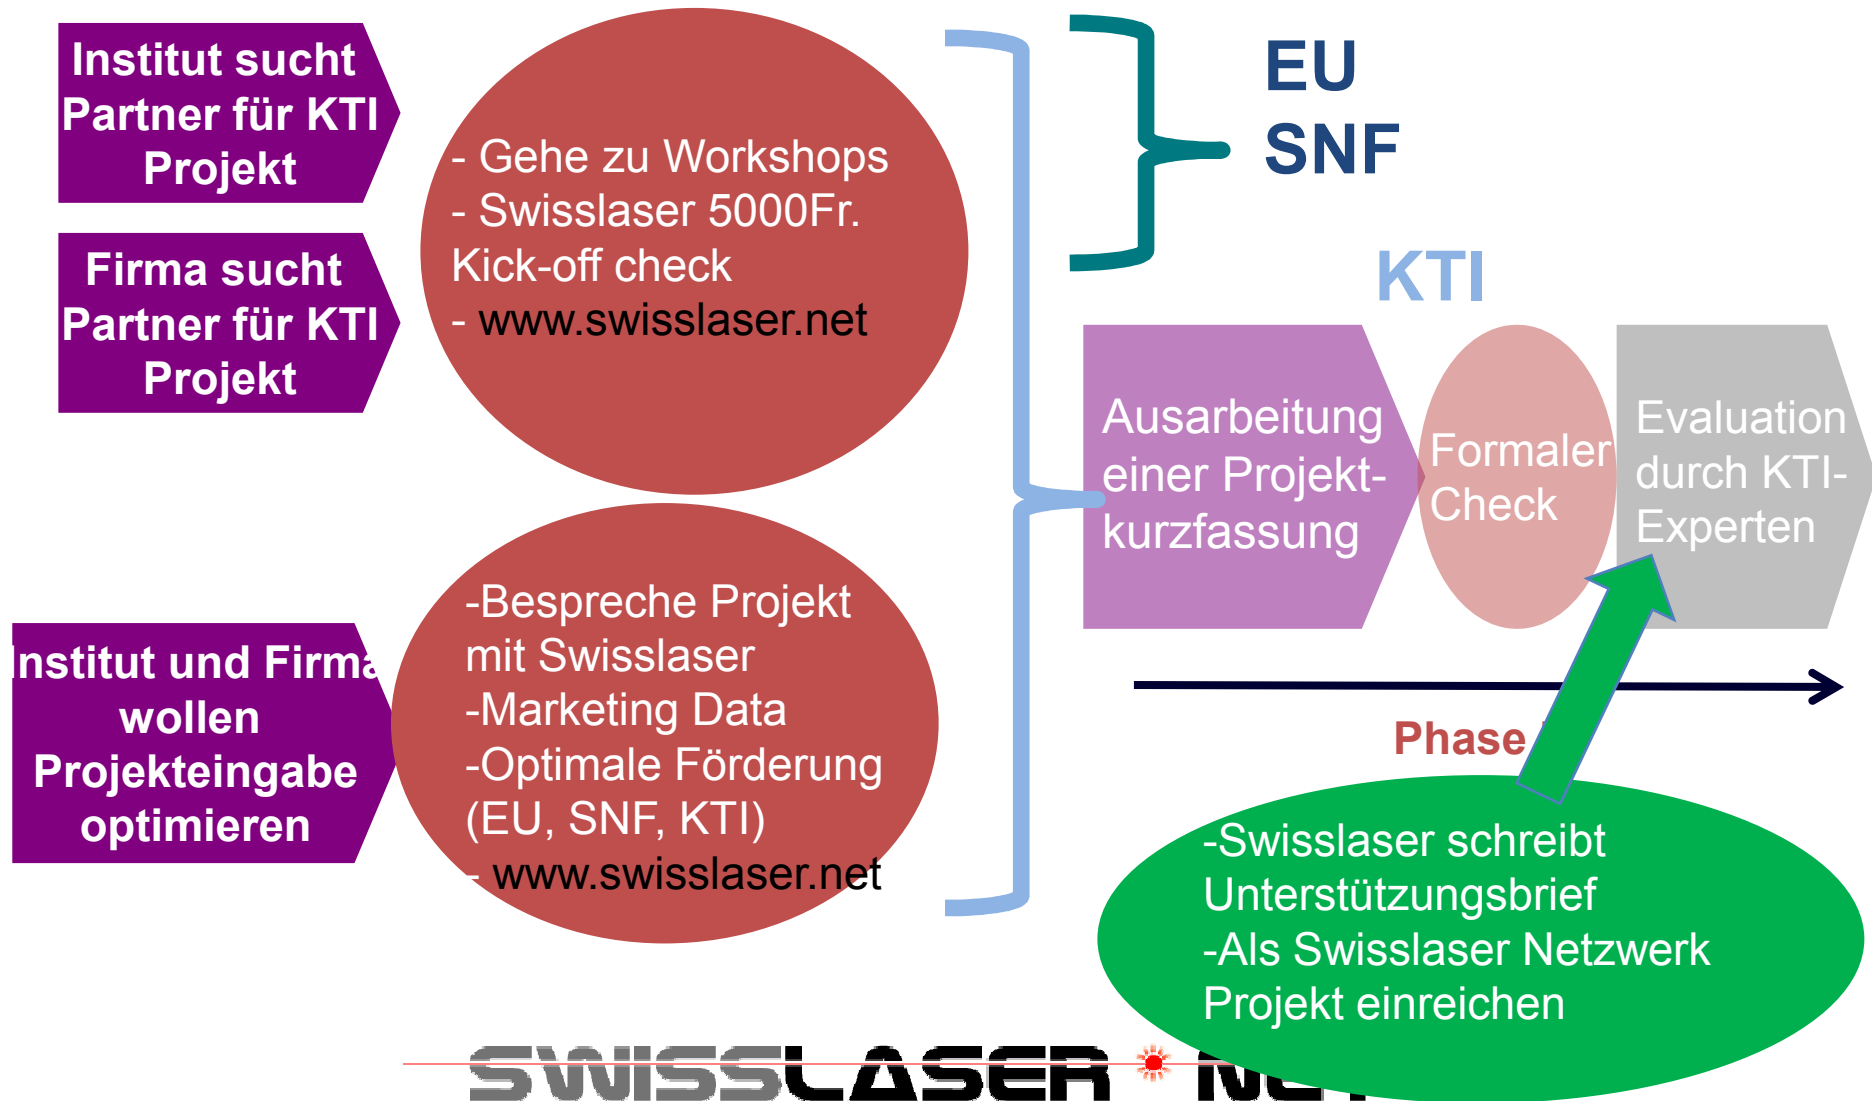 Institut sucht
Partner für KTI
Projekt
Firma sucht
Partner für KTI
Projekt
Institut und Firma
wollen
Projekteingabe
optimieren
- Gehe zu Workshops
- Swisslaser 5000Fr.
Kick-off check
- www.swisslaser.net
-Bespreche Projekt
mit Swisslaser
-Marketing Data
-Optimale Förderung
(EU, SNF, KTI)
- www.swisslaser.net
EU
SNF
KTI
Ausarbeitung
einer Projekt-
kurzfassung
Formaler
Check
Evaluation
durch KTI-
Experten
Phase
-Swisslaser schreibt
Unterstützungsbrief
-Als Swisslaser Netzwerk
Projekt einreichen
SWISSLASER NET